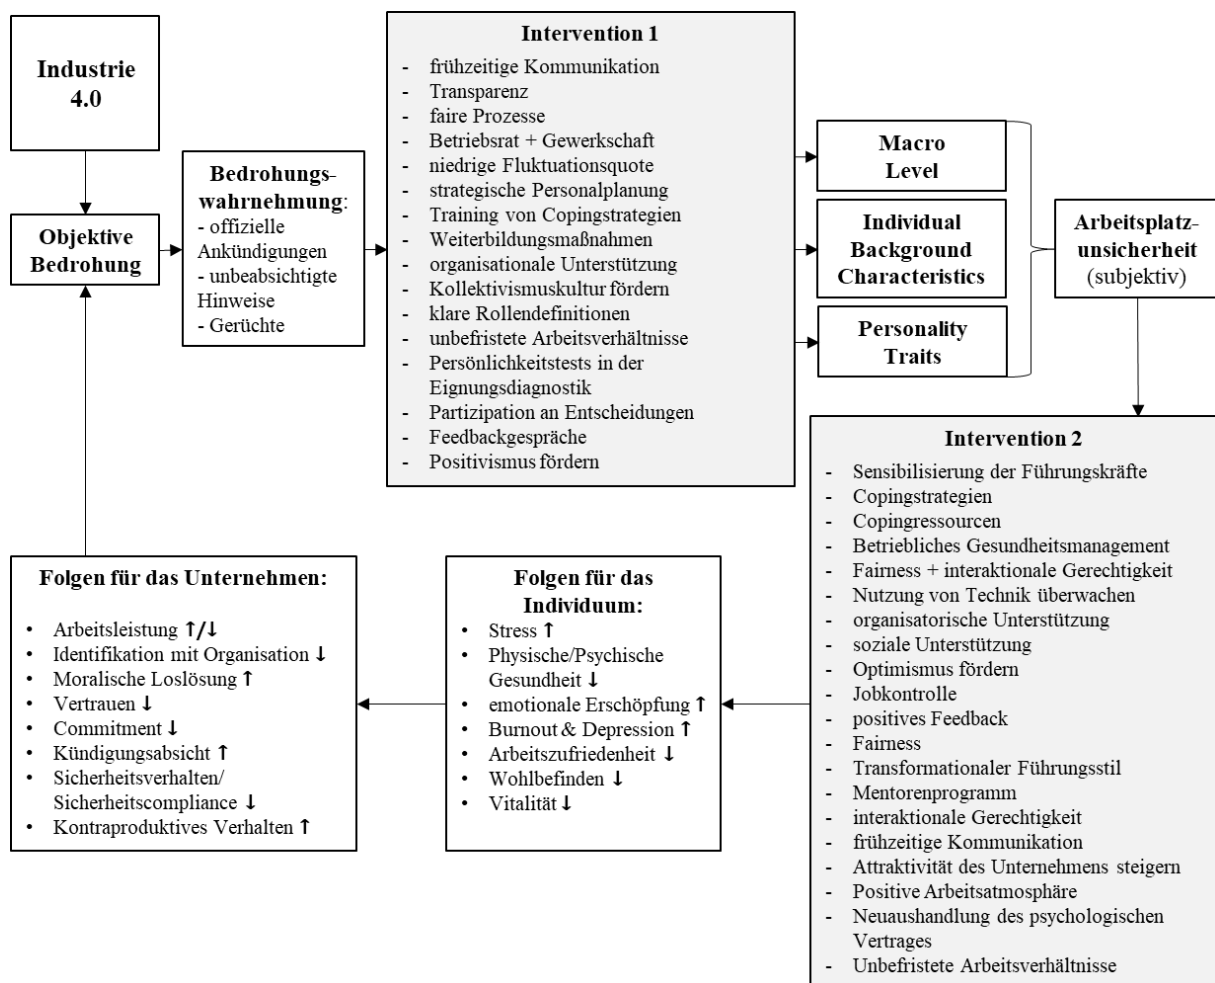 Industrie
4.0
Objektive
Bedrohung
Bedrohungs-
wahrnehmung:
- offizielle
Ankündigungen
- unbeabsichtigte
Hinweise
- Gerüchte
Intervention 1
- frühzeitige Kommunikation
- Transparenz
- faire Prozesse
- Betriebsrat + Gewerkschaft
- niedrige Fluktuationsquote
- strategische Personalplanung
- Training von Copingstrategien
- Weiterbildungsmaßnahmen
- organisationale Unterstützung
- Kollektivismuskultur fördern
- klare Rollendefinitionen
- unbefristete Arbeitsverhältnisse
- Persönlichkeitstests in der
Eignungsdiagnostik
- Partizipation an Entscheidungen
- Feedbackgespräche
- Positivismus fördern
Macro
Level
Individual
Background
Characteristics
Personality
Traits
Arbeitsplatz-
unsicherheit
(subjektiv)
Intervention 2
- Sensibilisierung der Führungskräfte
- Copingstrategien
- Copingressourcen
- Betriebliches Gesundheitsmanagement
- Fairness + interaktionale Gerechtigkeit
- Nutzung von Technik überwachen
- organisatorische Unterstützung
- soziale Unterstützung
- Optimismus fördern
- Jobkontrolle
- positives Feedback
- Fairness
- Transformationaler Führungsstil
- Mentorenprogramm
- interaktionale Gerechtigkeit
- frühzeitige Kommunikation
- Attraktivität des Unternehmens steigern
- Positive Arbeitsatmosphäre
- Neuaushandlung des psychologischen
Vertrages
- Unbefristete Arbeitsverhältnisse
Folgen für das
Individuum:
• Stress ↑
• Physische/Psychische
Gesundheit ↓
• emotionale Erschöpfung ↑
• Burnout & Depression ↑
• Arbeitszufriedenheit ↓
• Wohlbefinden ↓
• Vitalität ↓
Folgen für das Unternehmen:
• Arbeitsleistung ↑/↓
• Identifikation mit Organisation ↓
• Moralische Loslösung ↑
• Vertrauen ↓
• Commitment ↓
• Kündigungsabsicht ↑
• Sicherheitsverhalten/
Sicherheitscompliance ↓
• Kontraproduktives Verhalten ↑